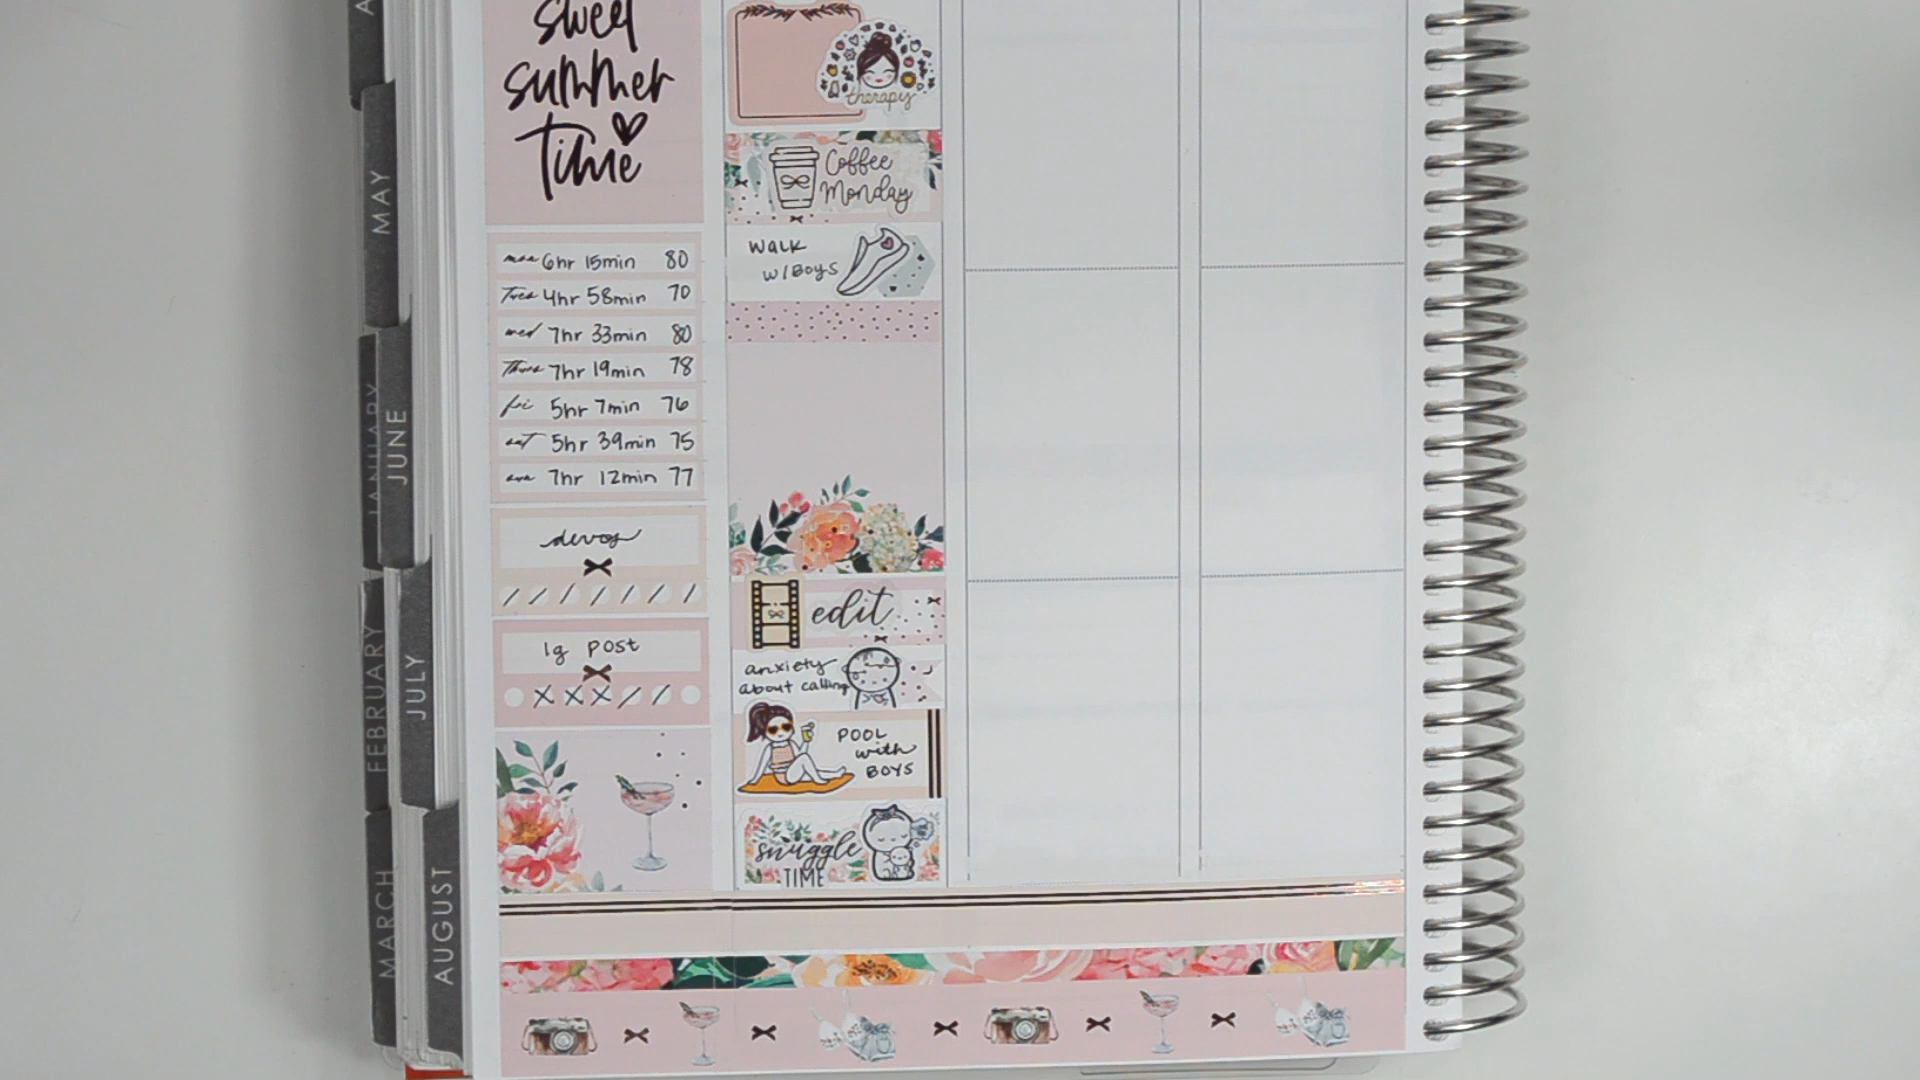 sweet
summer
Time
mon 6hr 15min 80
Tues 4hr 58min 70
wed 7hr 33min 80
Thurs 7hr 19min 78
fri 5hr 7min 76
sat 5hr 39min 75
sun 7hr 12min 77
devos
Ig post
therapy
Coffee
Monday
WALK
w/BOYS
edit
anxiety
about calling
POOL
with
BOYS
snuggle
TIME
A
MAY
JANUARY
JUNE
FEBRUARY
JULY
MARCH
AUGUST